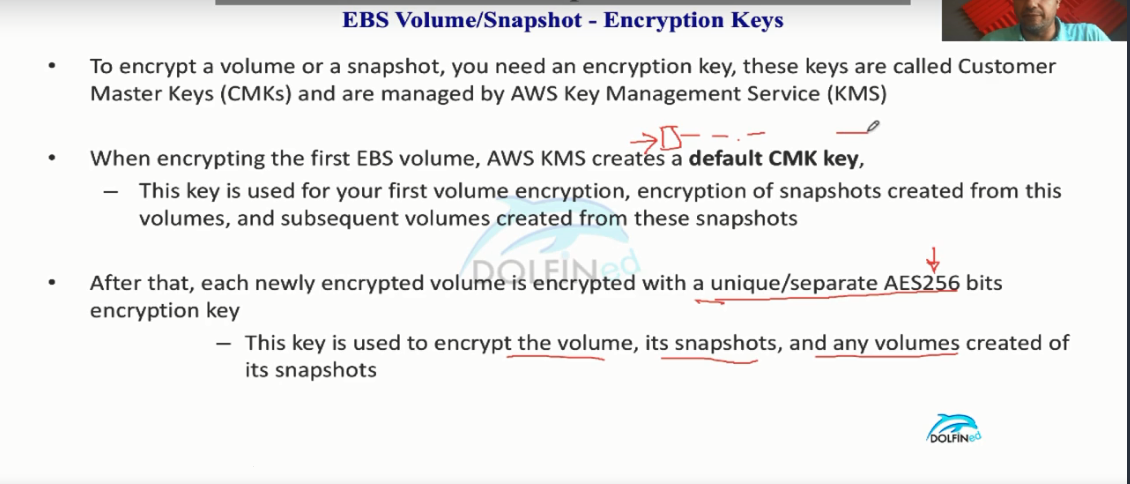 EBS Volume/Snapshot - Encryption Keys
• To encrypt a volume or a snapshot, you need an encryption key, these keys are called Customer
Master Keys (CMKs) and are managed by AWS Key Management Service (KMS)
• When encrypting the first EBS volume, AWS KMS creates a default CMK key,
– This key is used for your first volume encryption, encryption of snapshots created from this
volumes, and subsequent volumes created from these snapshots
DOLFINed
• After that, each newly encrypted volume is encrypted with a unique/separate AES256 bits
encryption key
– This key is used to encrypt the volume, its snapshots, and any volumes created of
its snapshots
DOLFINed